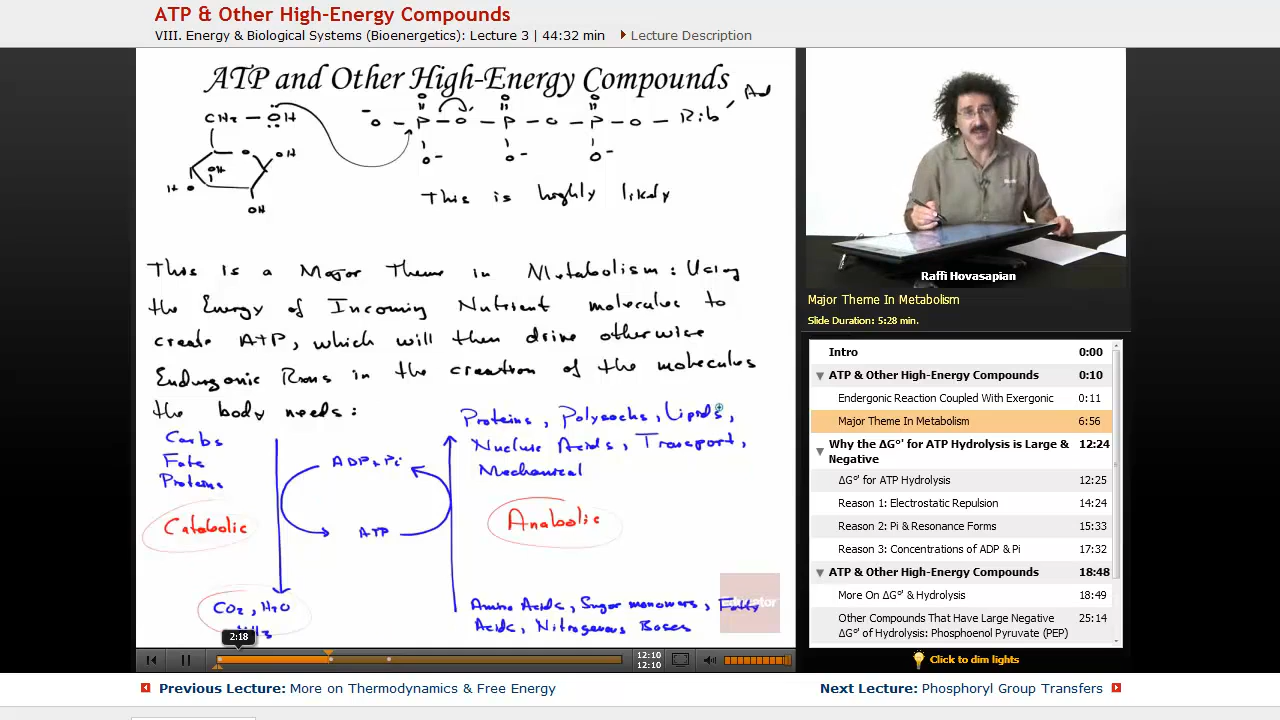 ATP & Other High-Energy Compounds
VIII. Energy & Biological Systems (Bioenergetics): Lecture 3 | 44:32 min
Lecture Description
ATP and Other High-Energy Compounds
O O O Ad
CH2 — OH - O — P — O — P — O — P — O — Rib
O- O- O-
O OH
OH
H O
OH
This is highly likely
This is a Major Theme in Metabolism: Using
the Energy of Incoming Nutrient molecules to
create ATP, which will then drive otherwise
Endergonic Rxns in the creation of the molecules
the body needs:
Carbs
Fats
Proteins
Catabolic
CO2, H2O
NH3
ADP + Pi
ATP
Proteins, Polysacchs, Lipids,
Nucleic Acids, Transport,
Mechanical
Anabolic
Amino Acids, Sugar monomers, Fatty
Acids, Nitrogenous Bases
2:18
12:10
12:10
Raffi Hovasapian
Major Theme In Metabolism
Slide Duration: 5:28 min.
Intro 0:00
ATP & Other High-Energy Compounds 0:10
Endergonic Reaction Coupled With Exergonic 0:11
Major Theme In Metabolism 6:56
Why the ΔG°' for ATP Hydrolysis is Large & 12:24
Negative
ΔG°' for ATP Hydrolysis 12:25
Reason 1: Electrostatic Repulsion 14:24
Reason 2: Pi & Resonance Forms 15:33
Reason 3: Concentrations of ADP & Pi 17:32
ATP & Other High-Energy Compounds 18:48
More On ΔG°' & Hydrolysis 18:49
Other Compounds That Have Large Negative 25:14
ΔG°' of Hydrolysis: Phosphoenol Pyruvate (PEP)
Click to dim lights
Previous Lecture: More on Thermodynamics & Free Energy
Next Lecture: Phosphoryl Group Transfers